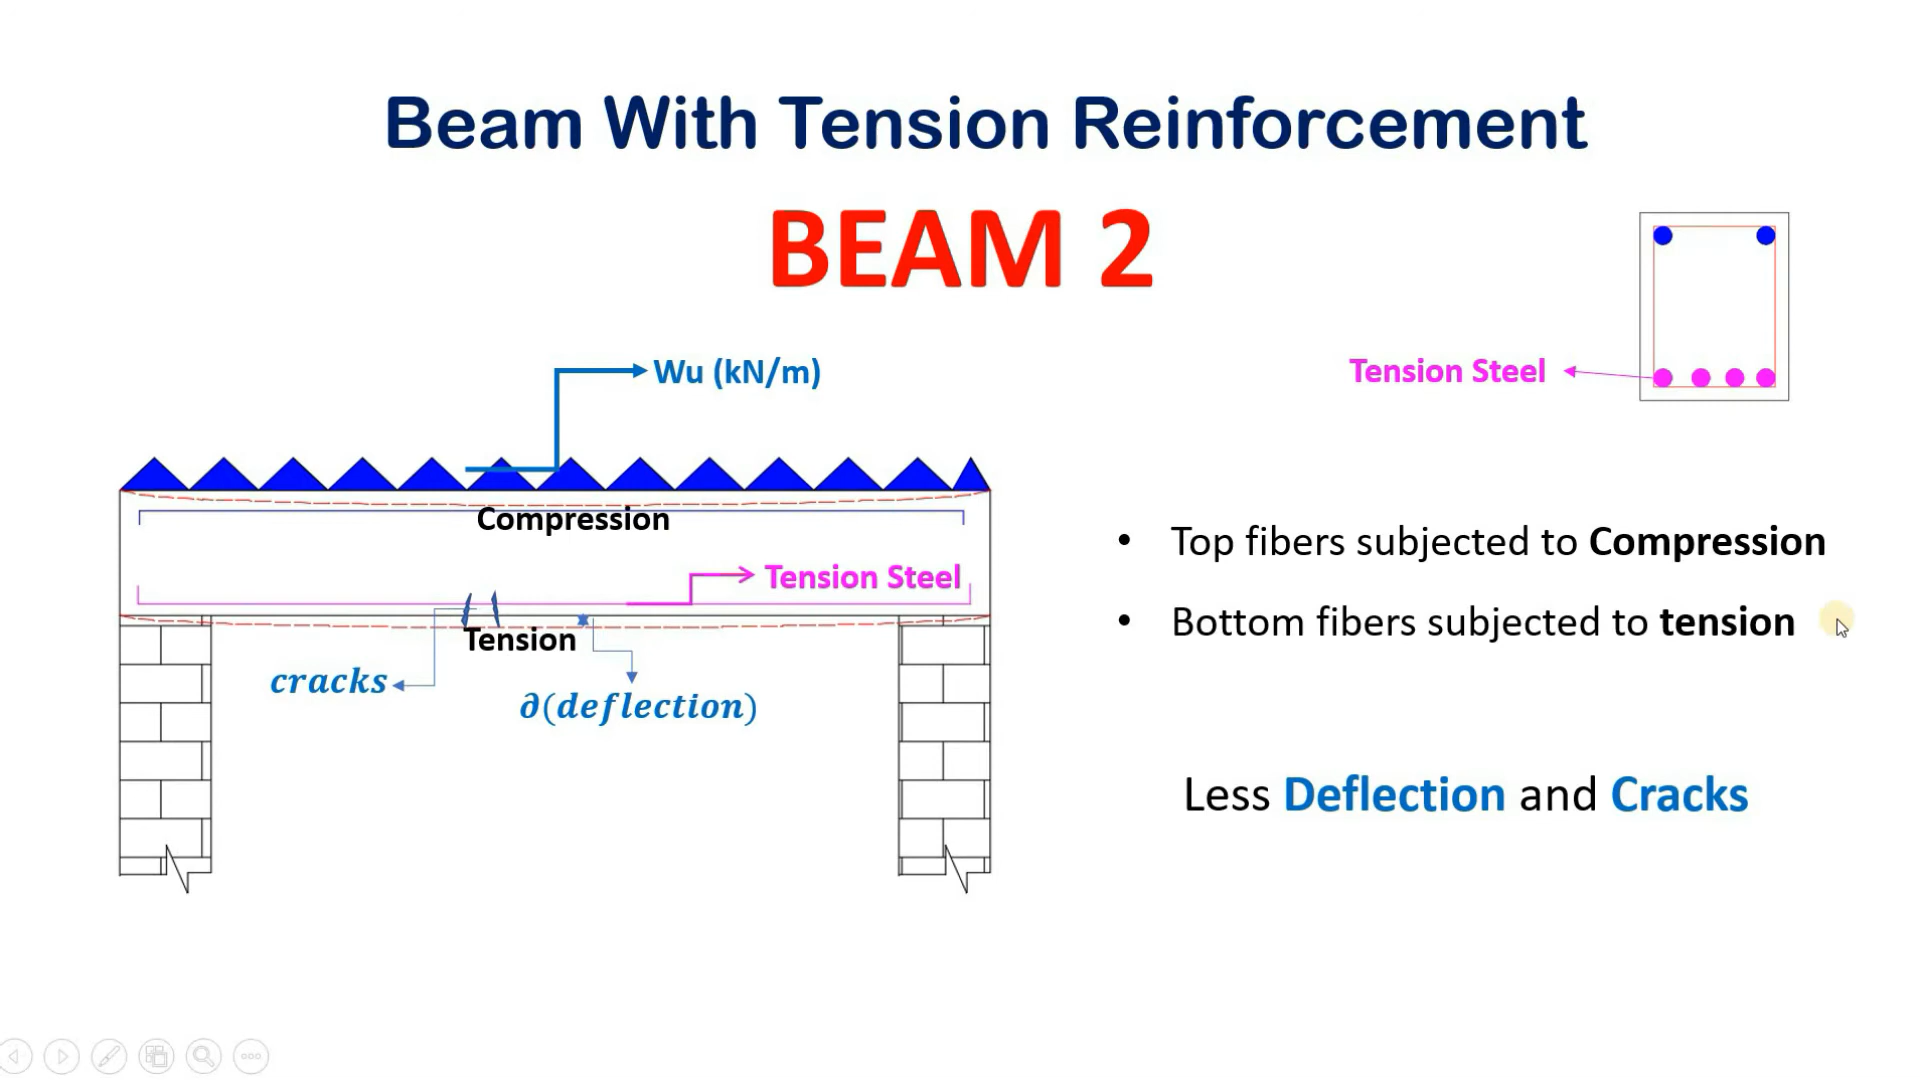 Beam With Tension Reinforcement
BEAM 2
Wu (kN/m)
Tension Steel
Compression
Tension Steel
Tension
cracks
∂(deflection)
• Top fibers subjected to Compression
• Bottom fibers subjected to tension
Less Deflection and Cracks